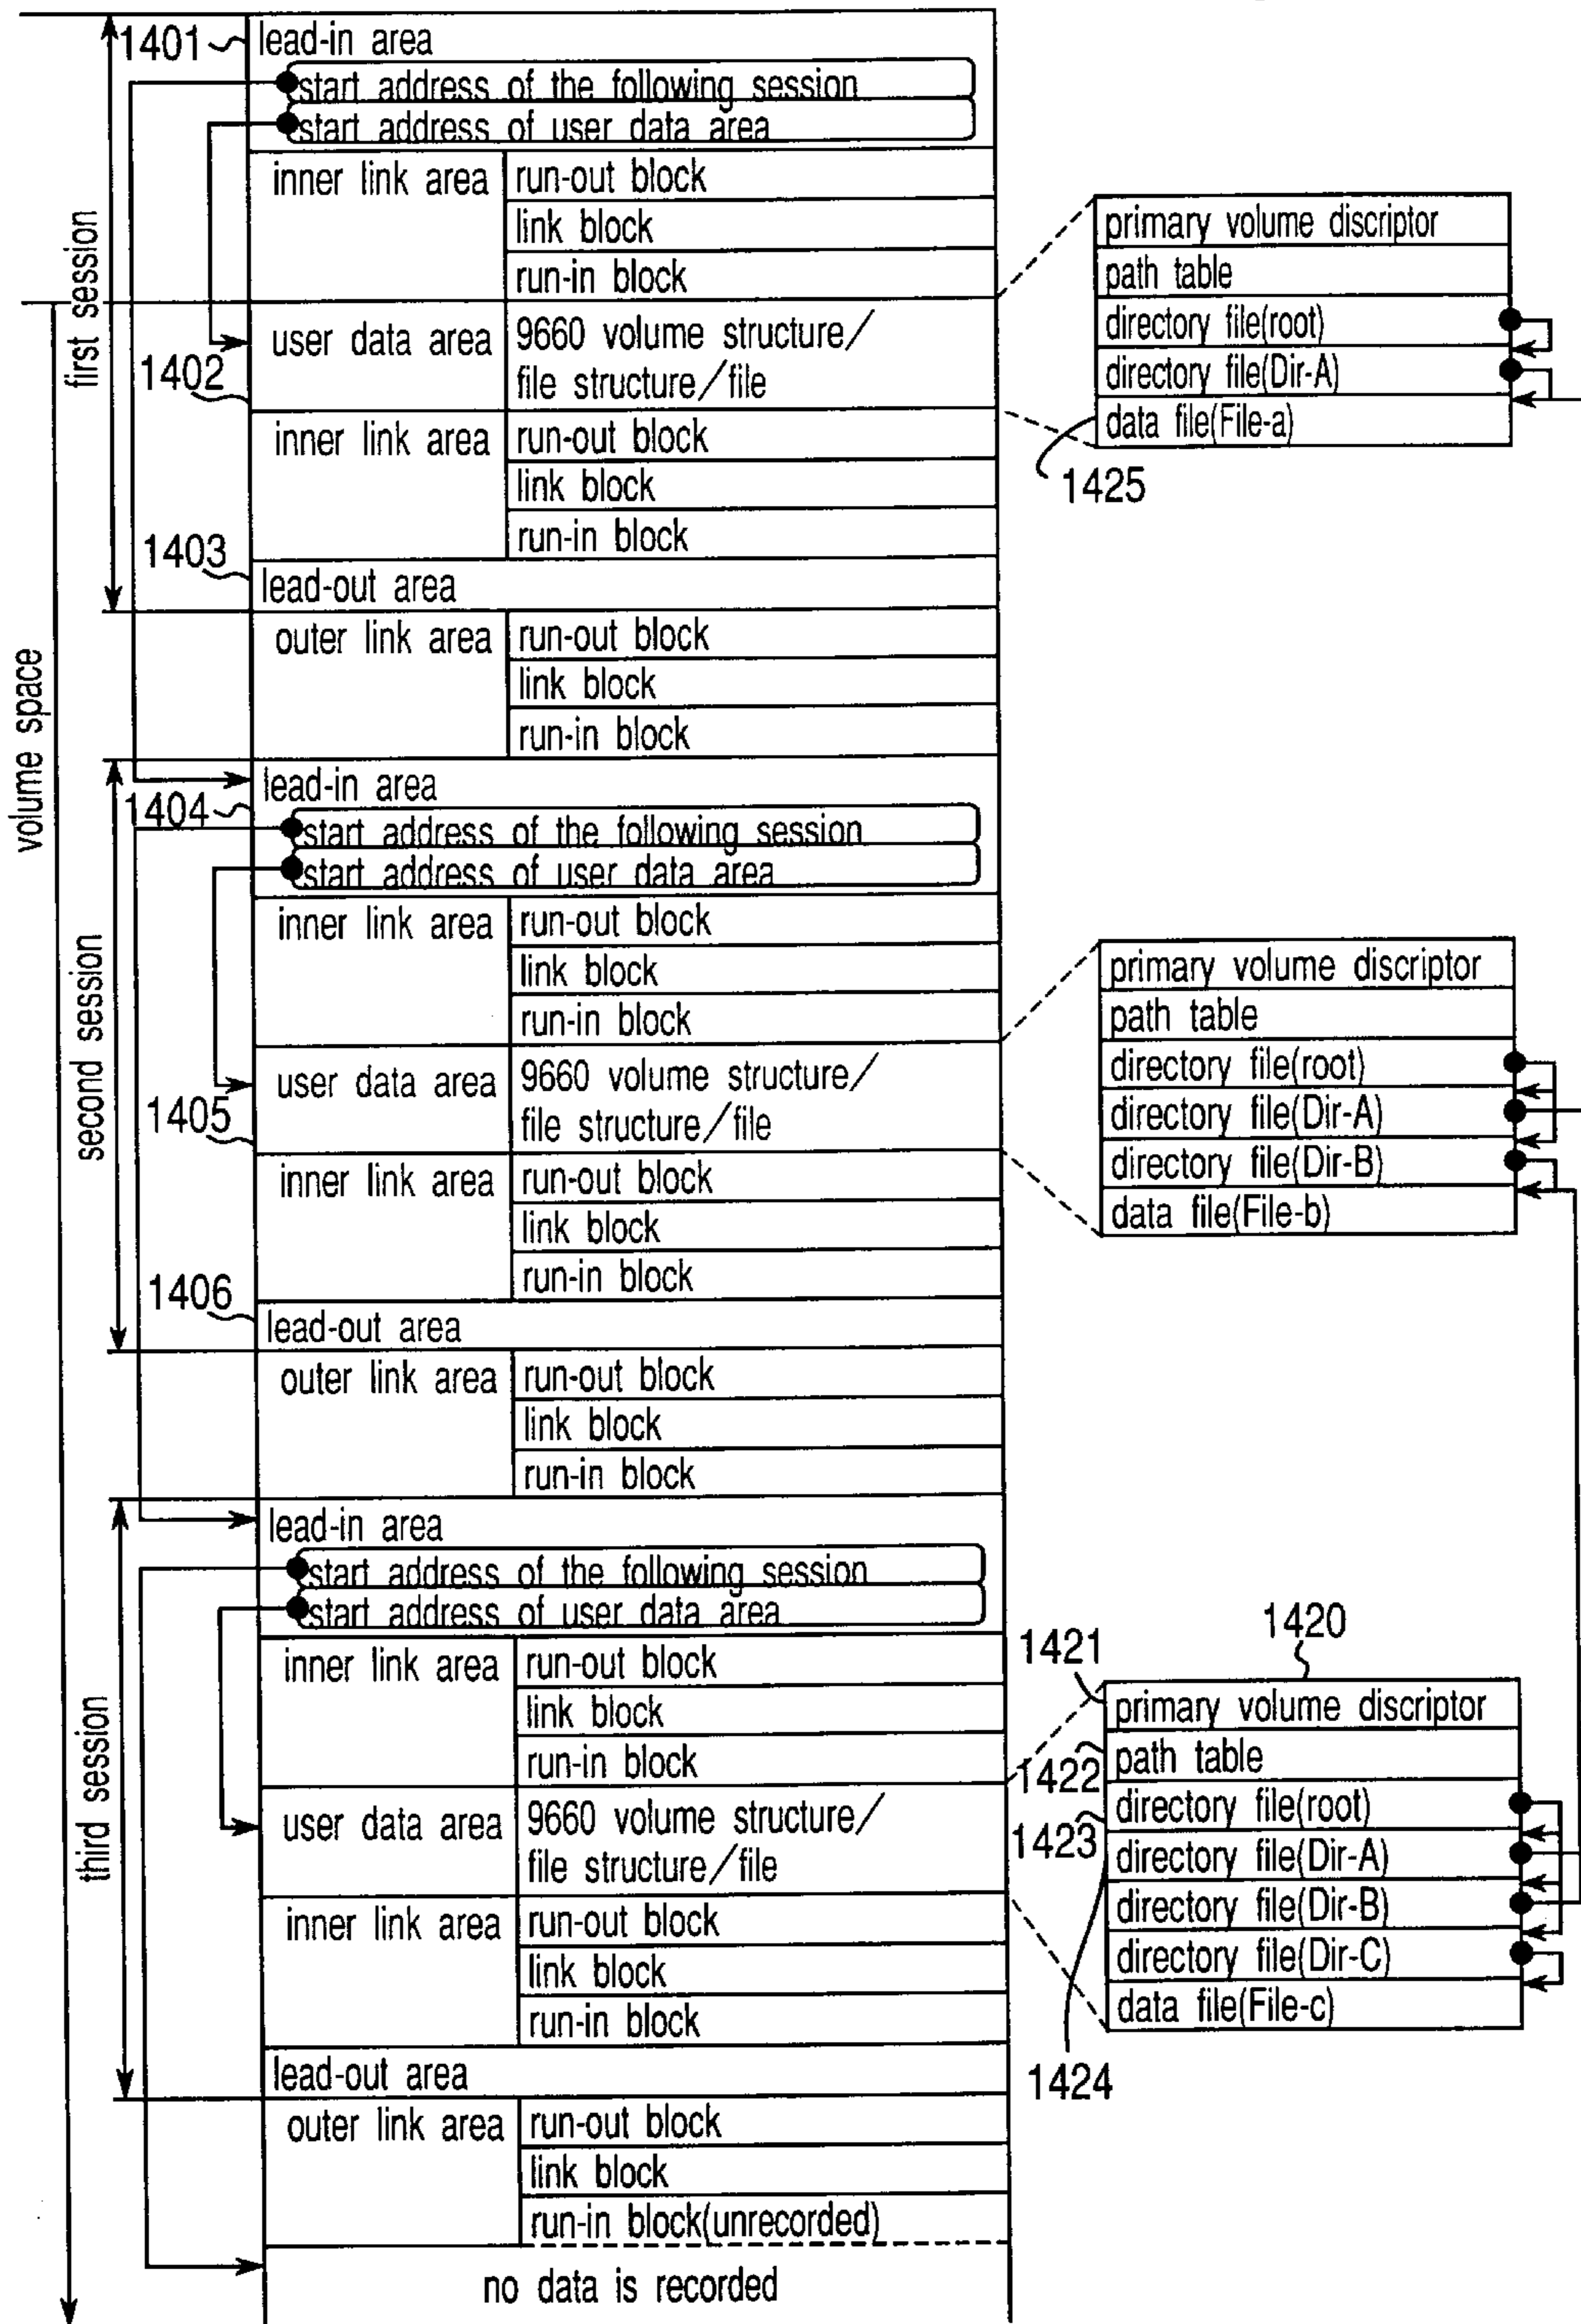 volume space
first session
1401
lead-in area
start address of the following session
start address of user data area
inner link area
run-out block
link block
run-in block
1402
user data area
9660 volume structure/
file structure/file
inner link area
run-out block
link block
run-in block
1403
lead-out area
outer link area
run-out block
link block
run-in block
primary volume discriptor
path table
directory file(root)
directory file(Dir-A)
data file(File-a)
1425
second session
lead-in area
1404
start address of the following session
start address of user data area
inner link area
run-out block
link block
run-in block
user data area
9660 volume structure/
file structure/file
1405
inner link area
run-out block
link block
run-in block
1406
lead-out area
outer link area
run-out block
link block
run-in block
primary volume discriptor
path table
directory file(root)
directory file(Dir-A)
directory file(Dir-B)
data file(File-b)
third session
lead-in area
start address of the following session
start address of user data area
inner link area
run-out block
link block
run-in block
user data area
9660 volume structure/
file structure/file
inner link area
run-out block
link block
run-in block
lead-out area
outer link area
run-out block
link block
run-in block(unrecorded)
no data is recorded
1420
1421
primary volume discriptor
1422
path table
directory file(root)
1423
directory file(Dir-A)
directory file(Dir-B)
directory file(Dir-C)
data file(File-c)
1424